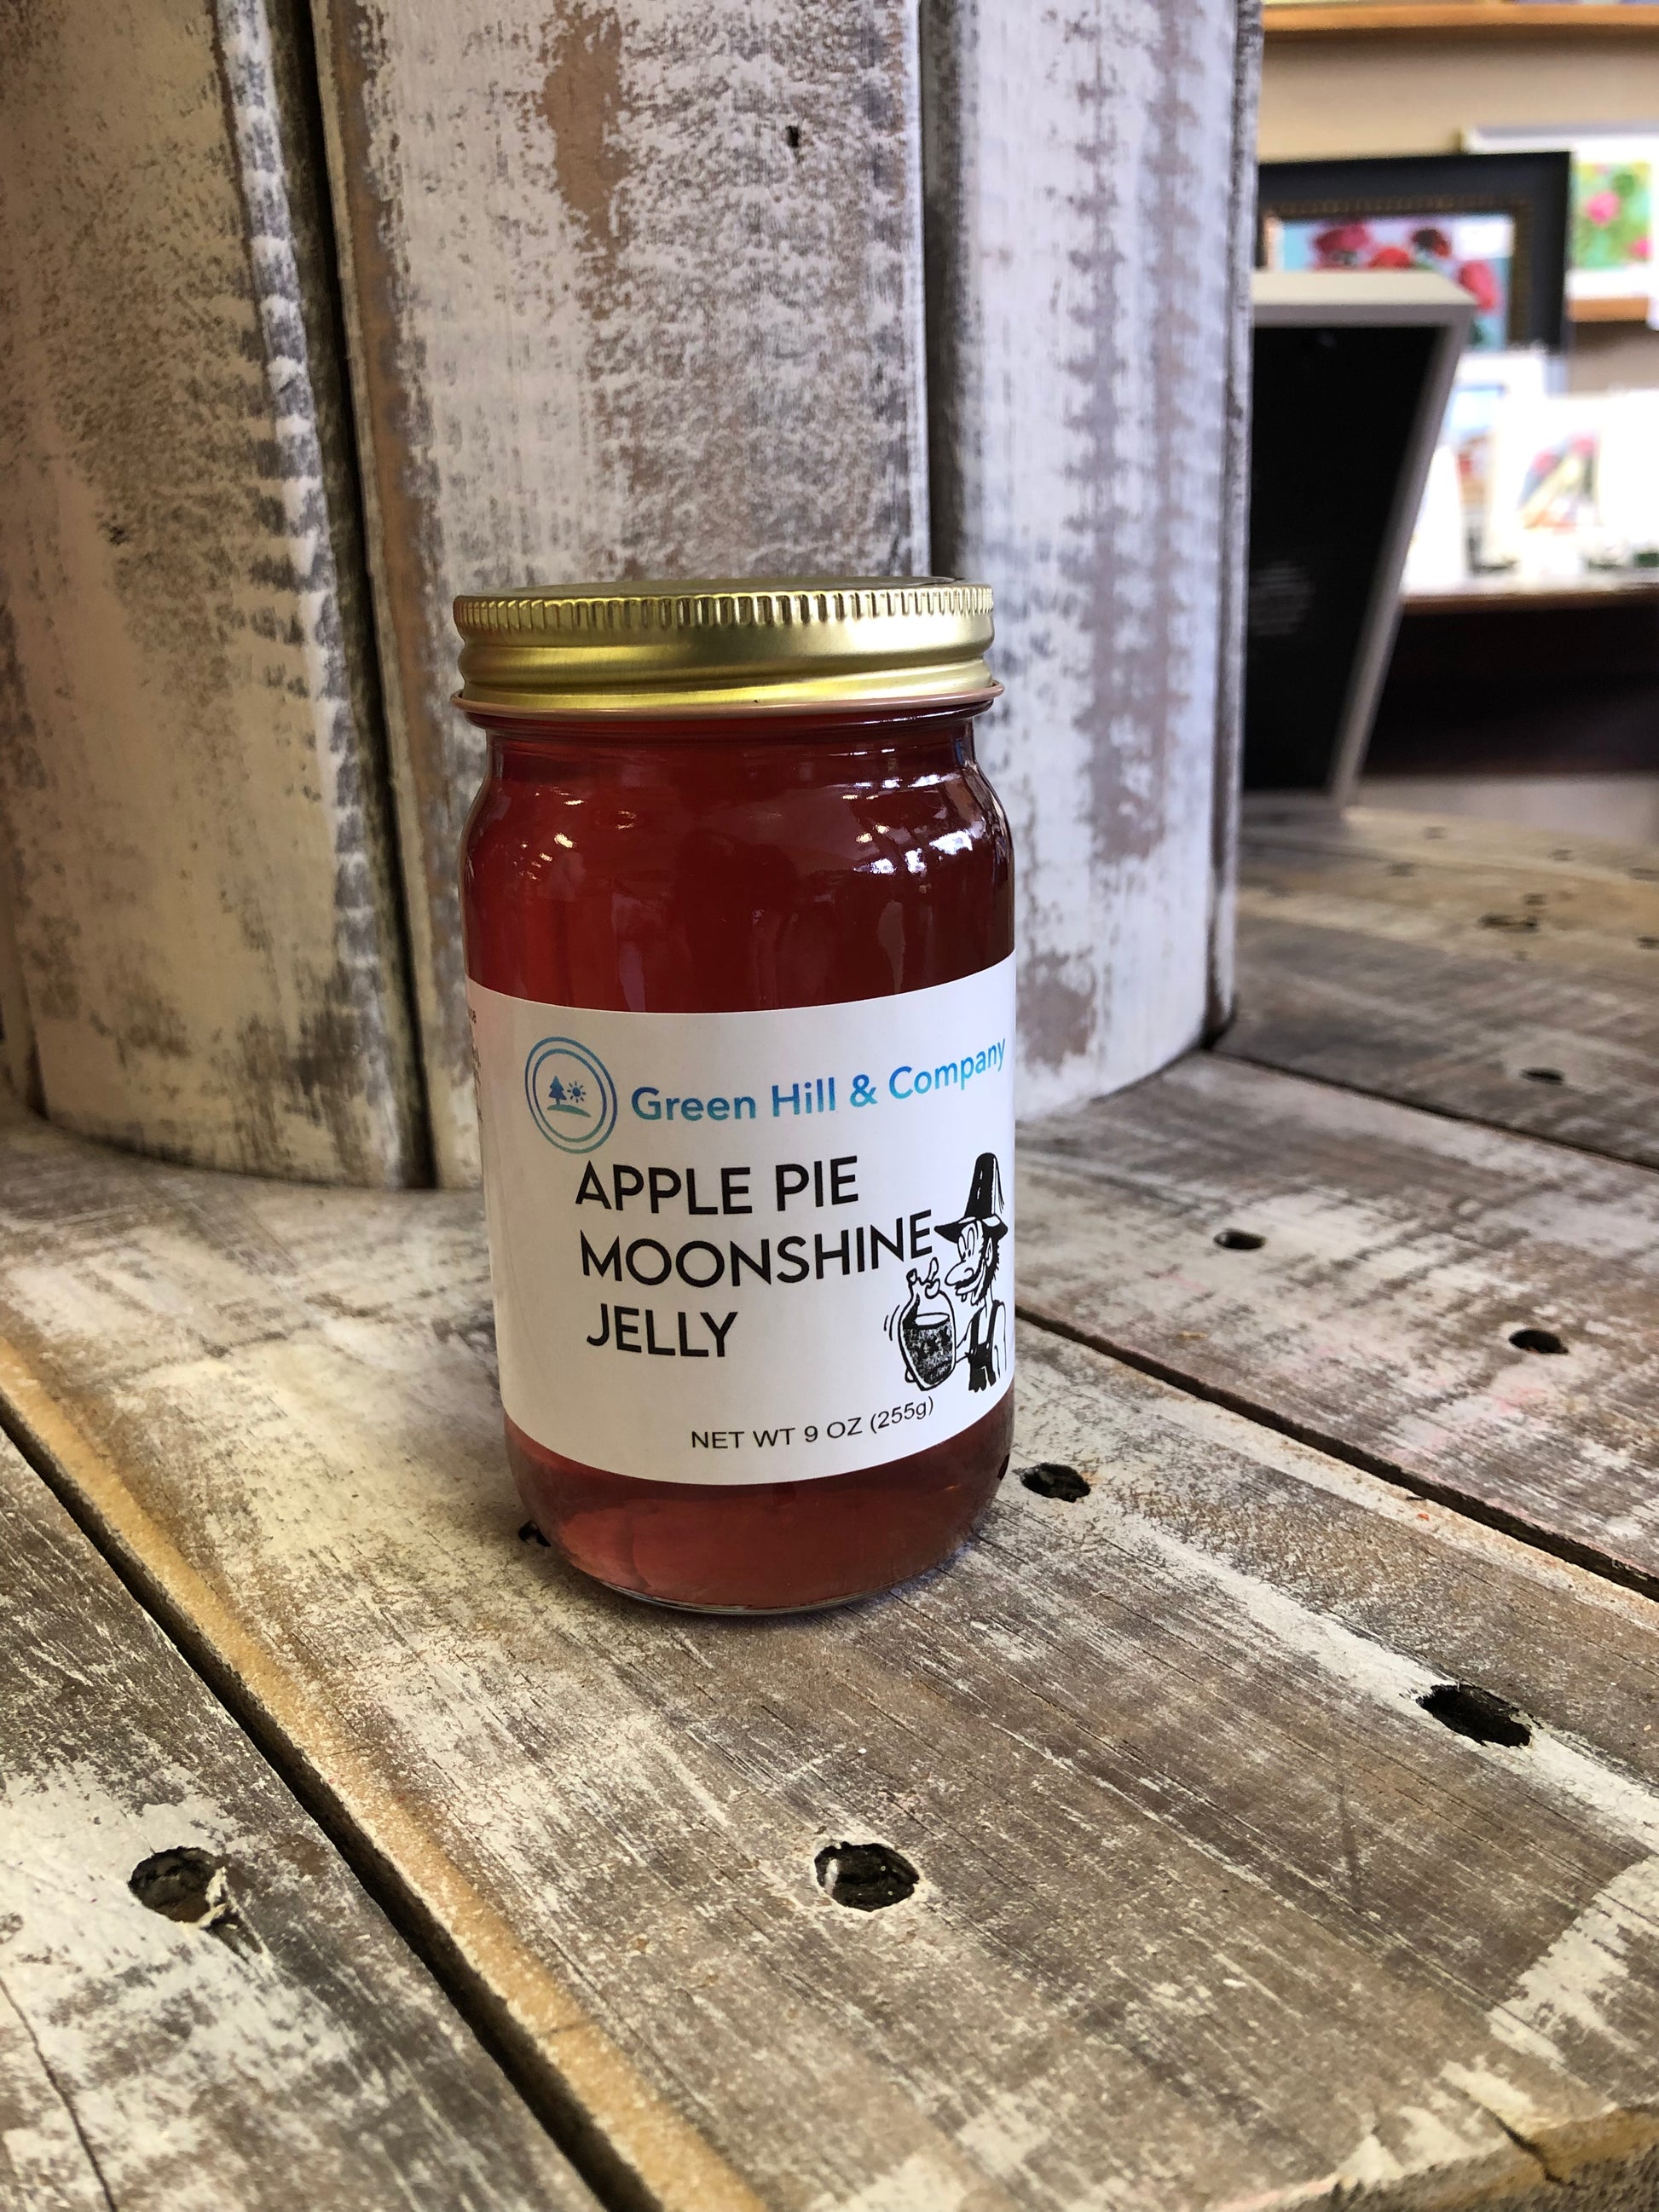 Green Hill & Company
APPLE PIE
MOONSHINE
JELLY
NET WT 9 OZ (255g)